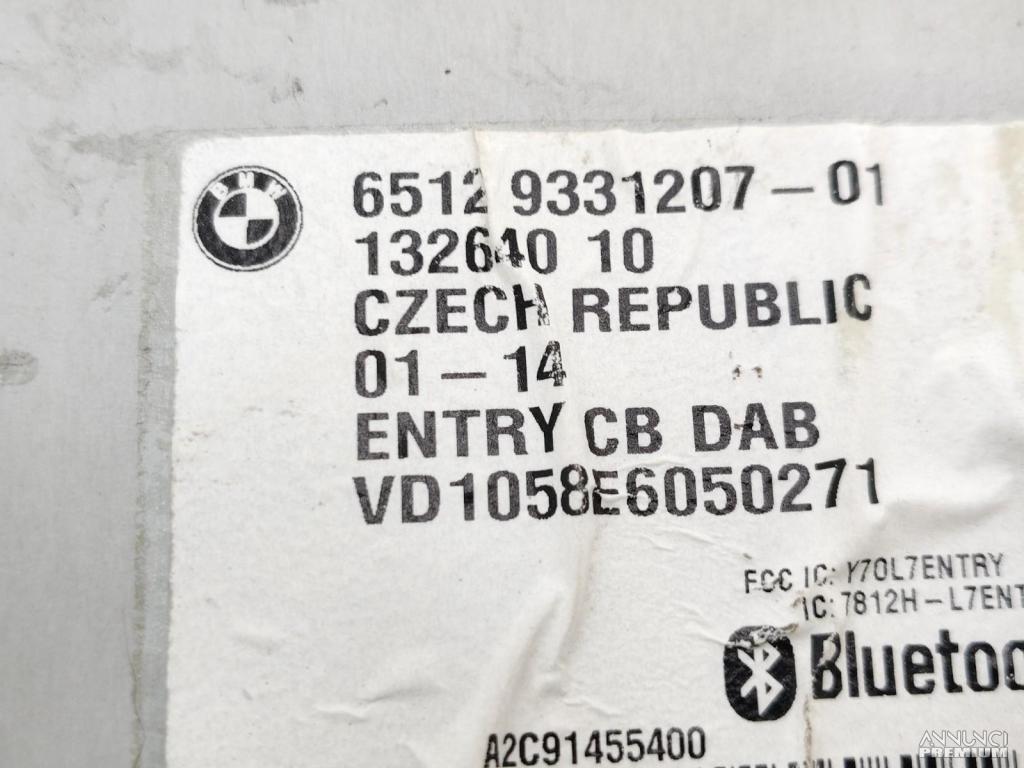 BMW
6512 9331207-01
132640 10
CZECH REPUBLIC
01-14
ENTRY CB DAB
VD1058E6050271
FCC IC: Y70L7ENTRY
IC: 7812H-L7ENT
Bluetoo
A2C91455400
ANNUNCI
PREMIUM